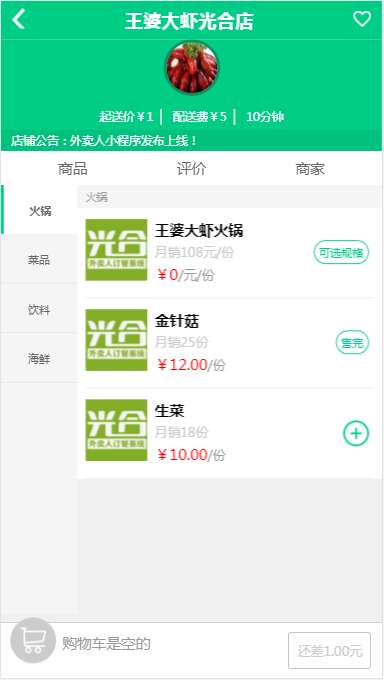 王婆大虾光合店
起送价￥1 | 配送费￥5 | 10分钟
店铺公告：外卖人小程序发布上线！
商品 评价 商家
火锅
菜品
饮料
海鲜
火锅
光合
外卖人订餐系统
王婆大虾火锅
月销108元/份
￥0/元/份
可选规格
光合
外卖人订餐系统
金针菇
月销25份
￥12.00/份
售完
光合
外卖人订餐系统
生菜
月销18份
￥10.00/份
购物车是空的
还差1.00元